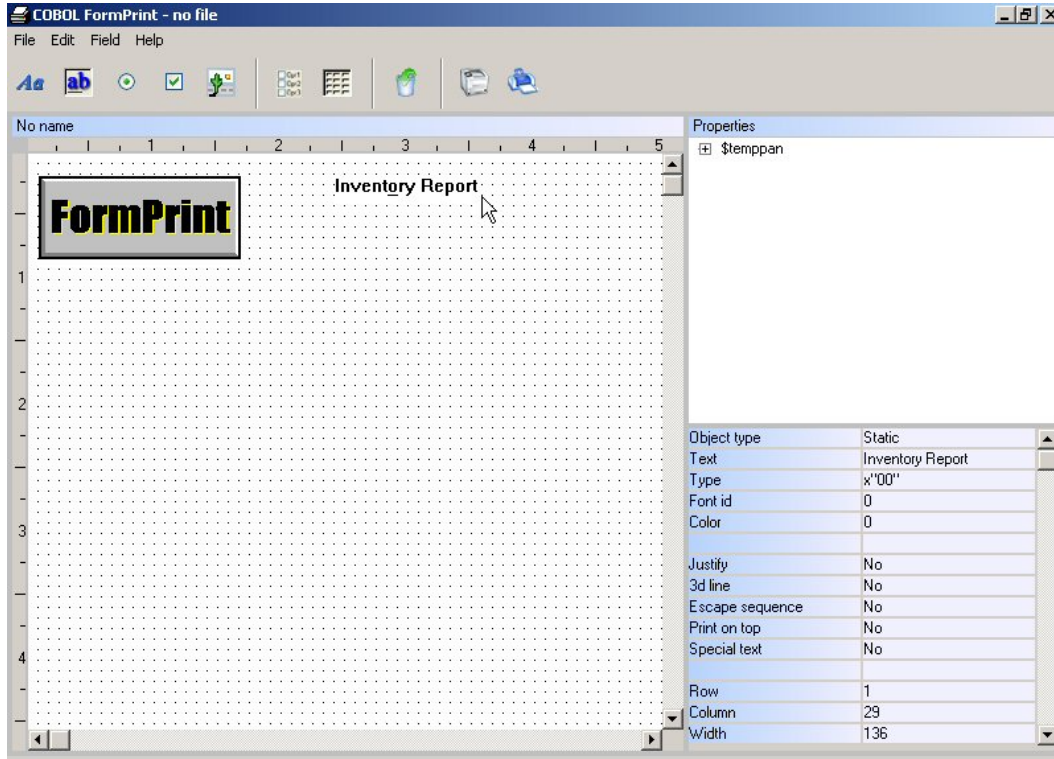 COBOL FormPrint - no file
File Edit Field Help
Aa ab
No name
Properties
1 2 3 4 5
$temppan
Inventory Report
FormPrint
1
2
3
4
Object type Static
Text Inventory Report
Type x"00"
Font id 0
Color 0
Justify No
3d line No
Escape sequence No
Print on top No
Special text No
Row 1
Column 29
Width 136